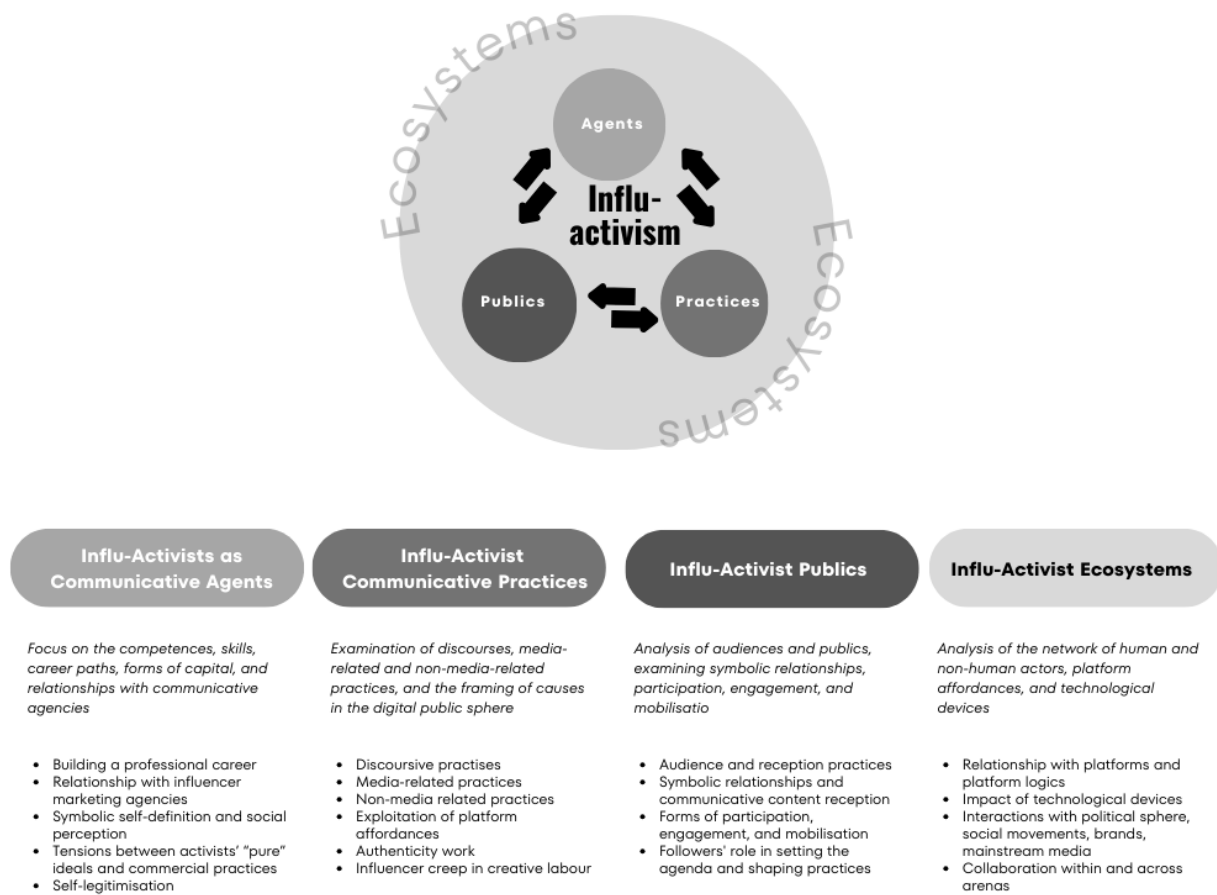 Ecosystems
Agents
Influ-
activism
Ecosystems
Publics
Practices
Influ-Activists as
Communicative Agents
Focus on the competences, skills,
career paths, forms of capital, and
relationships with communicative
agencies
• Building a professional career
• Relationship with influencer
marketing agencies
• Symbolic self-definition and social
perception
• Tensions between activists' “pure”
ideals and commercial practices
• Self-legitimisation
Influ-Activist
Communicative Practices
Examination of discourses, media-
related and non-media-related
practices, and the framing of causes
in the digital public sphere
• Discoursive practises
• Media-related practices
• Non-media related practices
• Exploitation of platform
affordances
• Authenticity work
• Influencer creep in creative labour
Influ-Activist Publics
Analysis of audiences and publics,
examining symbolic relationships,
participation, engagement, and
mobilisatio
• Audience and reception practices
• Symbolic relationships and
communicative content reception
• Forms of participation,
engagement, and mobilisation
• Followers' role in setting the
agenda and shaping practices
Influ-Activist Ecosystems
Analysis of the network of human and
non-human actors, platform
affordances, and technological
devices
• Relationship with platforms and
platform logics
• Impact of technological devices
• Interactions with political sphere,
social movements, brands,
mainstream media
• Collaboration within and across
arenas